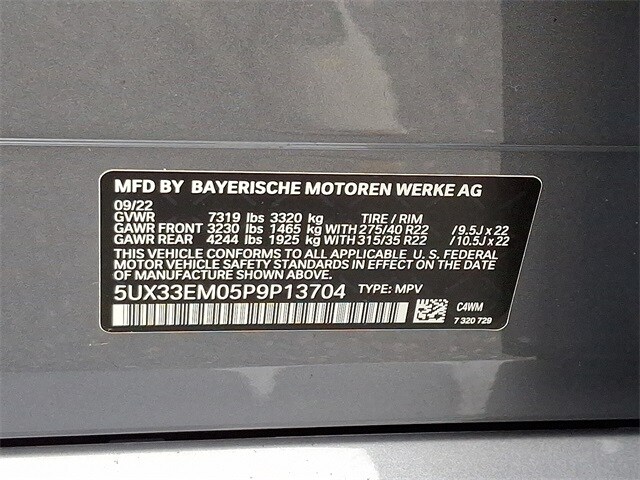 MFD BY BAYERISCHE MOTOREN WERKE AG
09/22
GVWR 7319 lbs 3320 kg TIRE / RIM
GAWR FRONT 3230 lbs 1465 kg WITH 275/40 R22 / 9.5J x 22
GAWR REAR 4244 lbs 1925 kg WITH 315/35 R22 / 10.5J x 22
THIS VEHICLE CONFORMS TO ALL APPLICABLE U.S. FEDERAL
MOTOR VEHICLE SAFETY STANDARDS IN EFFECT ON THE
DATE OF MANUFACTURE SHOWN ABOVE.
5UX33EM05P9P13704 TYPE: MPV
C4WM
7 320 729